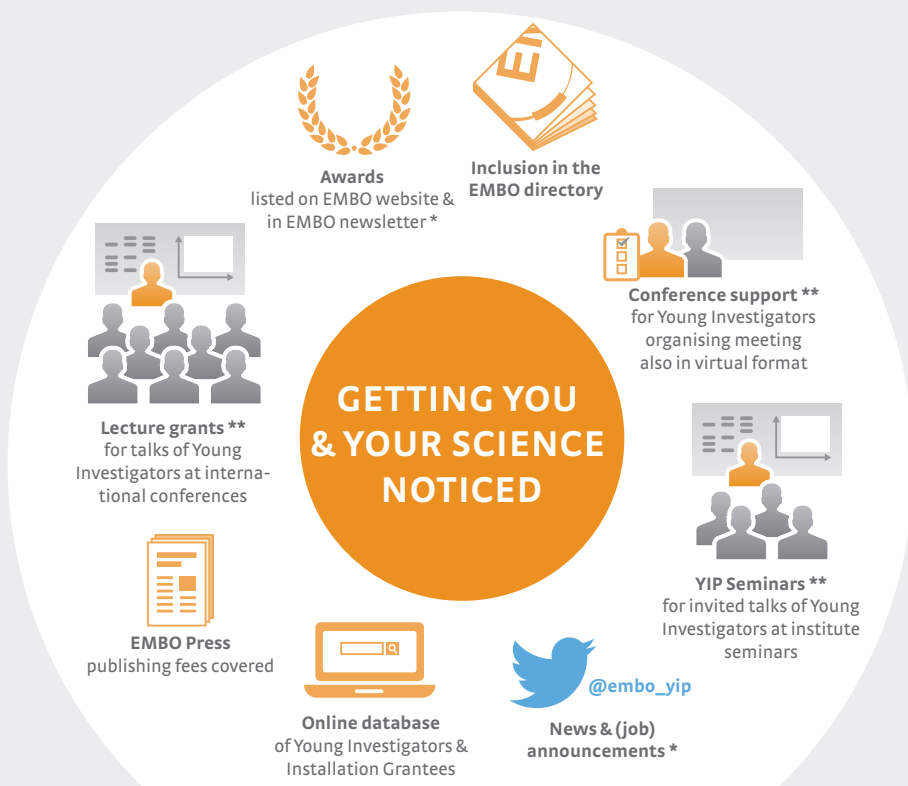 Awards
listed on EMBO website &
in EMBO newsletter *
Inclusion in the
EMBO directory
Conference support **
for Young Investigators
organising meeting
also in virtual format
Lecture grants **
for talks of Young
Investigators at interna-
tional conferences
GETTING YOU
& YOUR SCIENCE
NOTICED
YIP Seminars **
for invited talks of Young
Investigators at institute
seminars
EMBO Press
publishing fees covered
Online database
of Young Investigators &
Installation Grantees
@embo_yip
News & (job)
announcements *